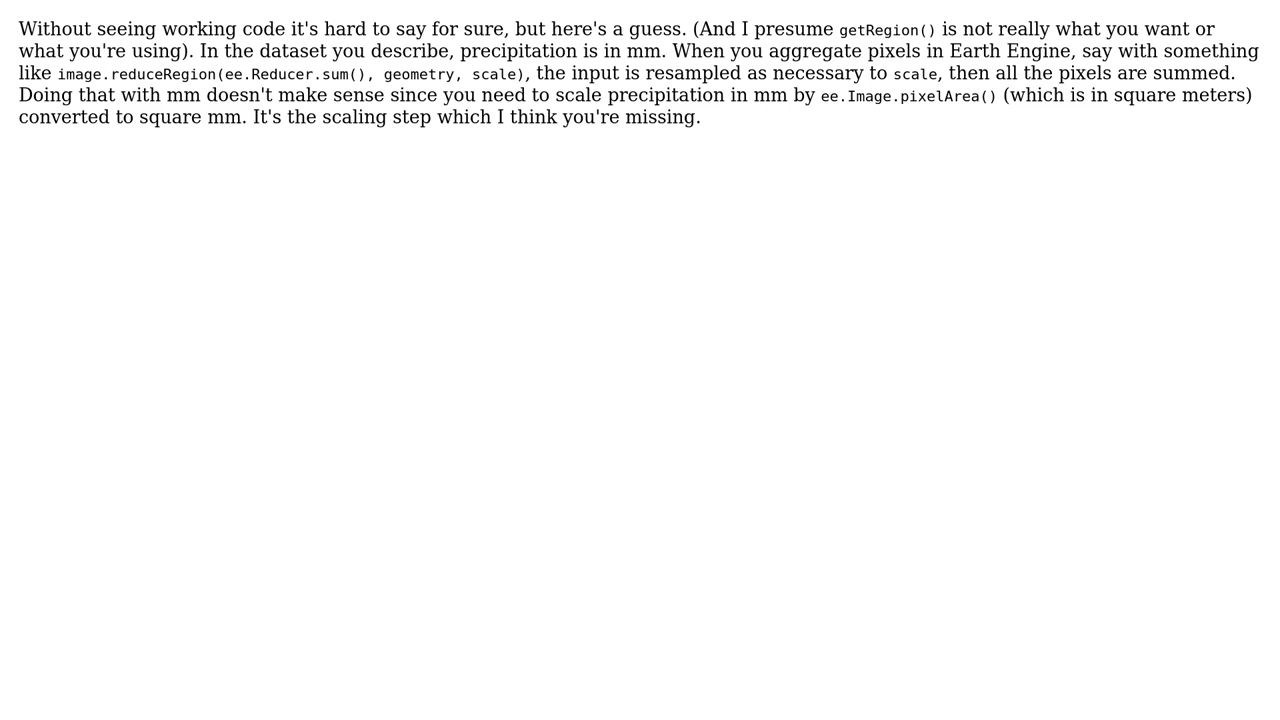 Without seeing working code it's hard to say for sure, but here's a guess. (And I presume getRegion() is not really what you want or
what you're using). In the dataset you describe, precipitation is in mm. When you aggregate pixels in Earth Engine, say with something
like image.reduceRegion(ee.Reducer.sum(), geometry, scale), the input is resampled as necessary to scale, then all the pixels are summed.
Doing that with mm doesn't make sense since you need to scale precipitation in mm by ee.Image.pixelArea() (which is in square meters)
converted to square mm. It's the scaling step which I think you're missing.